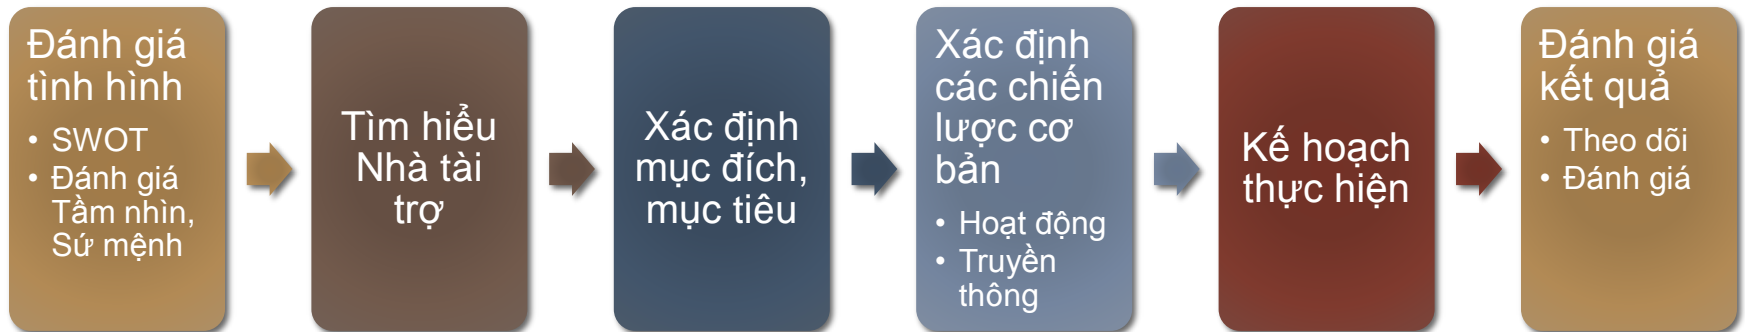 Đánh giá
tình hình
• SWOT
• Đánh giá
Tầm nhìn,
Sứ mệnh
Tìm hiểu
Nhà tài
trợ
Xác định
mục đích,
mục tiêu
Xác định
các chiến
lược cơ
bản
• Hoạt động
• Truyền
thông
Kế hoạch
thực hiện
Đánh giá
kết quả
• Theo dõi
• Đánh giá